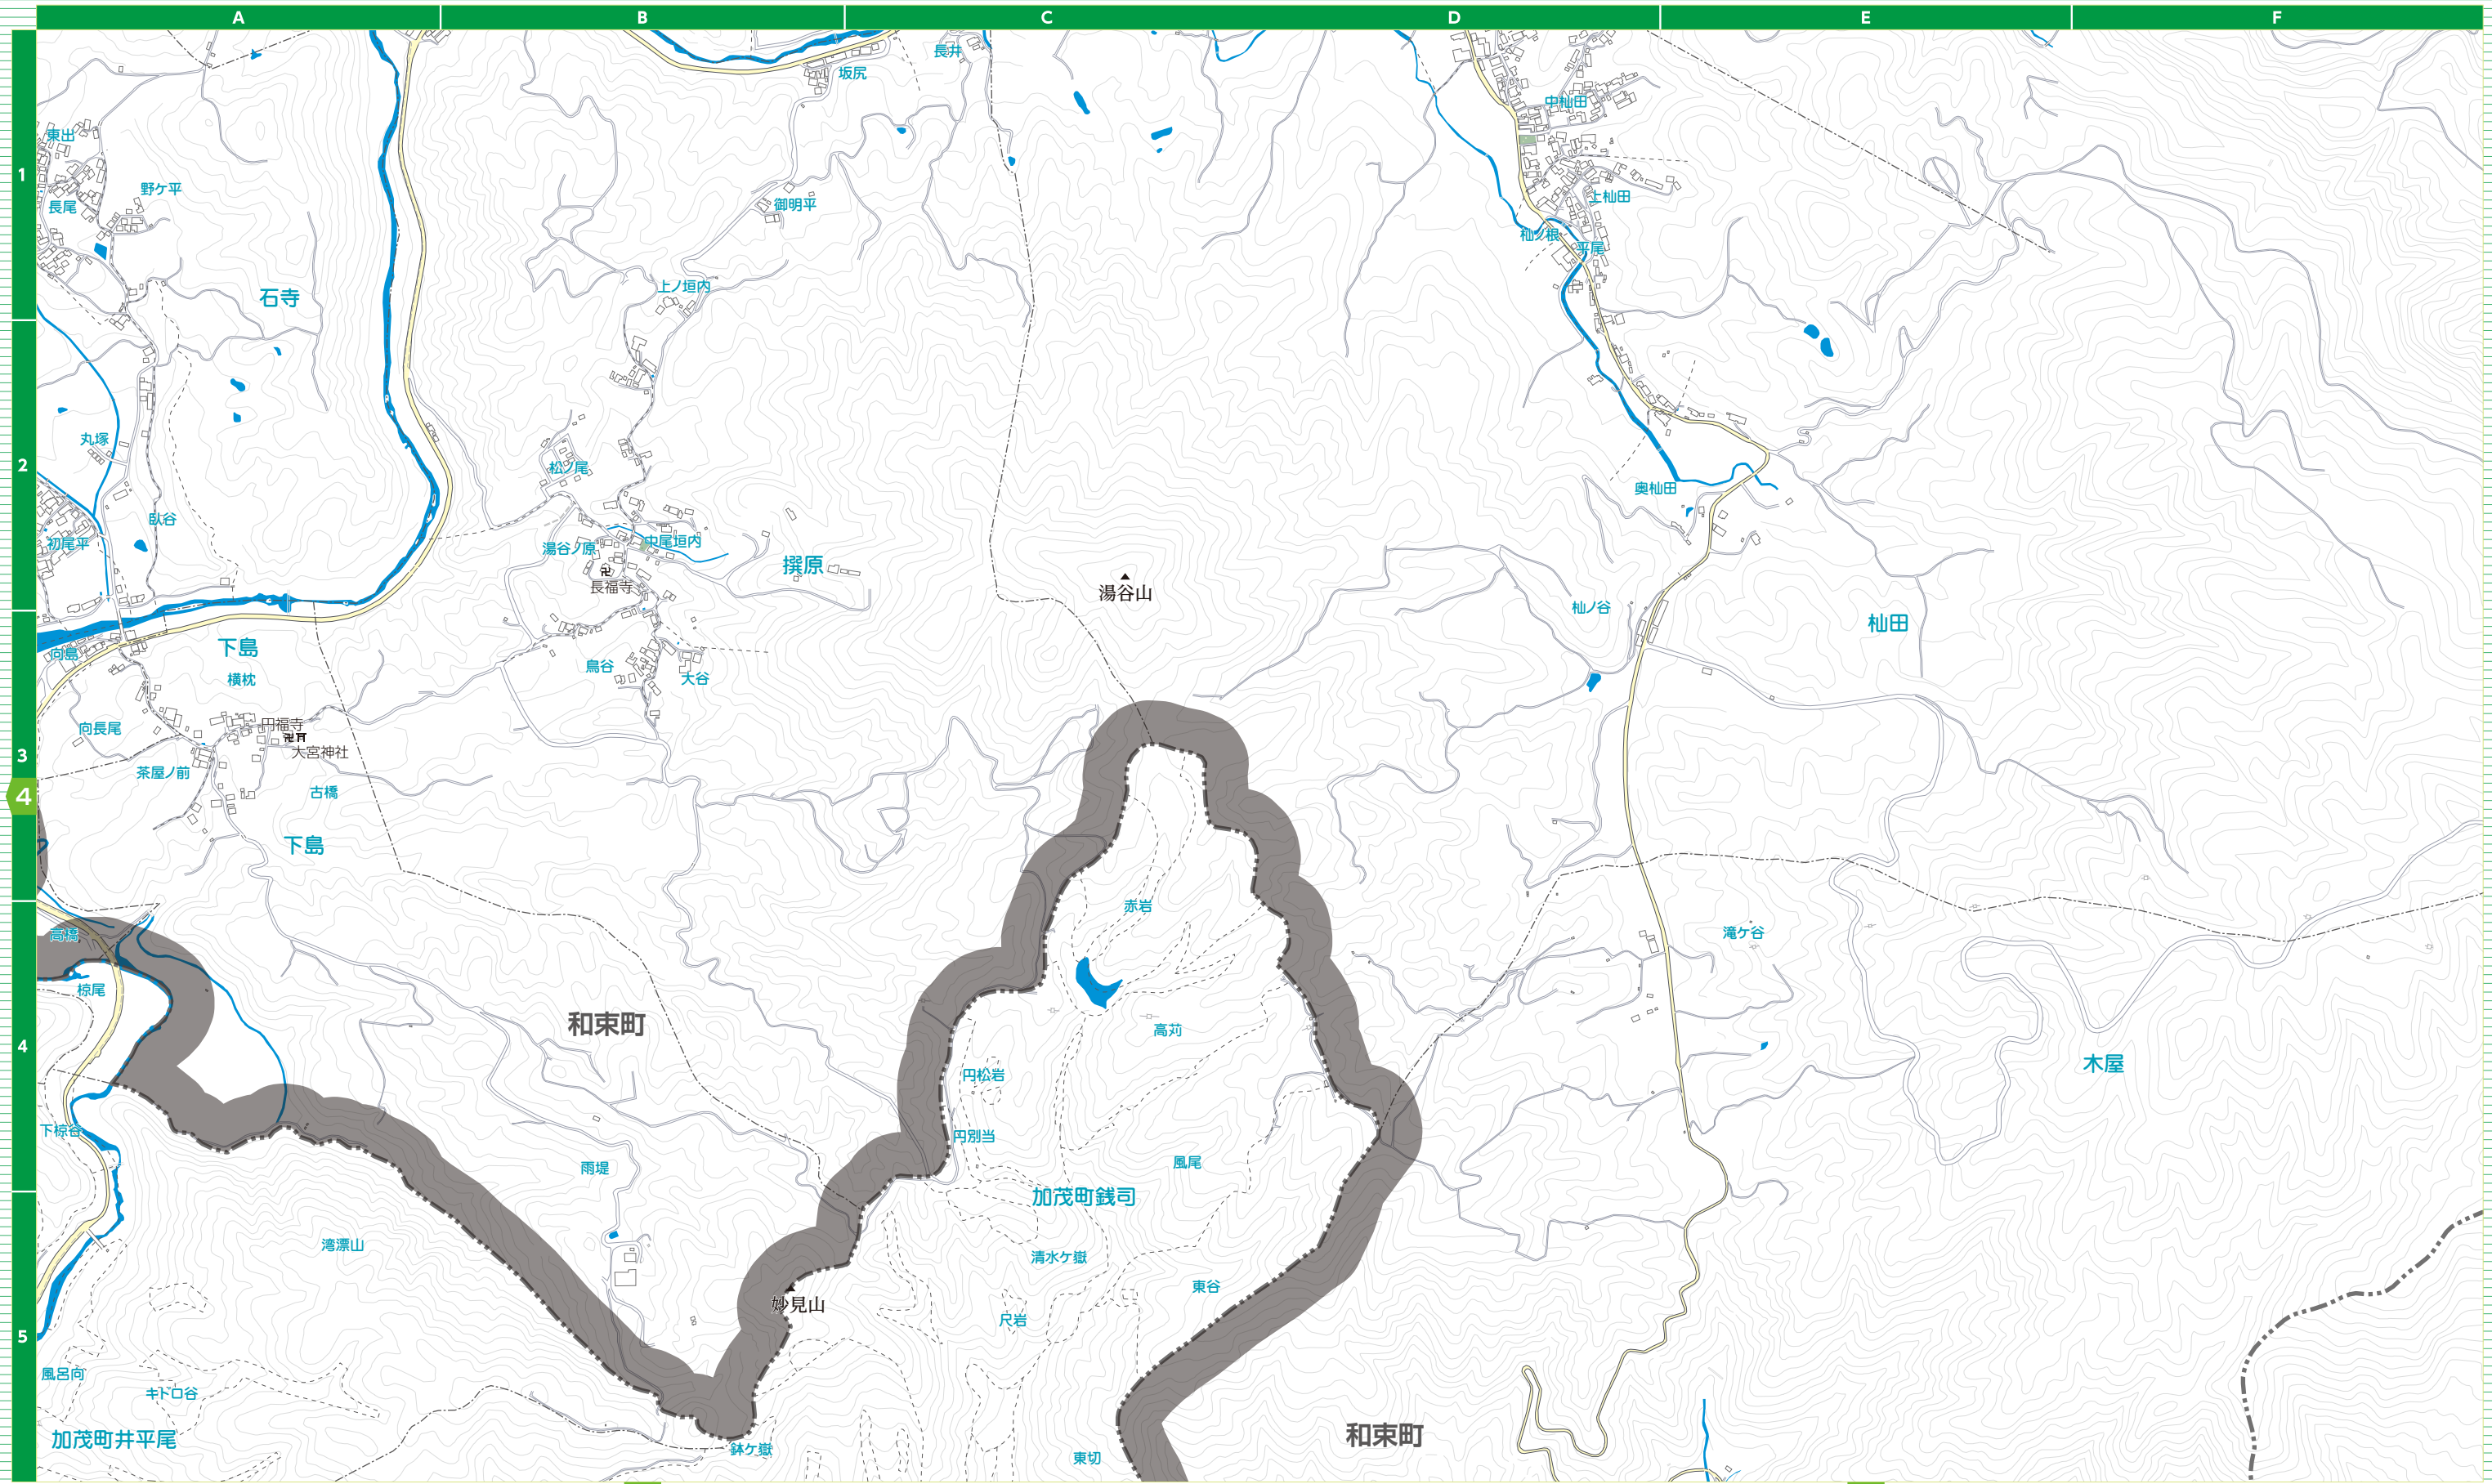 A B C D E F
1
2
3
4
4
5
長井
坂尻
中杣田
東出
野ケ平
長尾
御明平
上杣田
杣ノ根
平尾
上ノ垣内
石寺
丸塚
松ノ尾
奥杣田
臥谷
初尾平
湯谷ノ原
中尾垣内
撰原
長福寺
湯谷山
杣ノ谷
杣田
下島
向島
横枕
鳥谷
大谷
向長尾
円福寺
大宮神社
茶屋ノ前
古橋
下島
赤岩
高橋
滝ケ谷
椋尾
和束町
高苅
木屋
円松岩
下椋谷
円別当
雨堤
風尾
加茂町銭司
湾漂山
清水ケ嶽
東谷
妙見山
尺岩
風呂向
キトロ谷
加茂町井平尾
鉢ケ嶽
和束町
東切